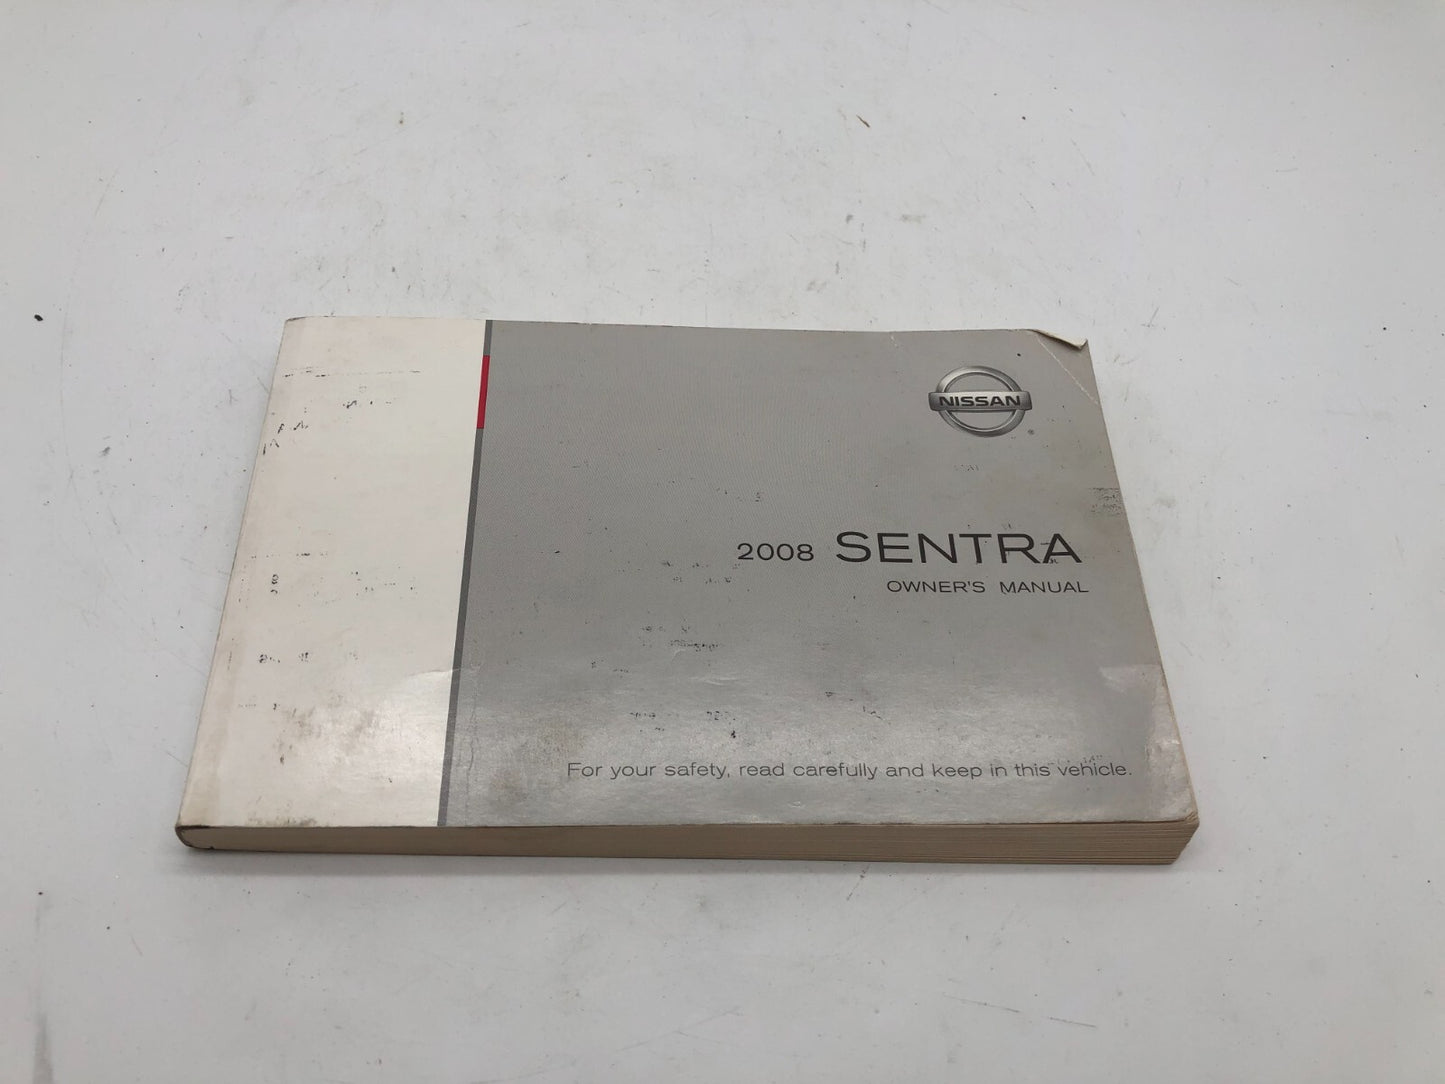 NISSAN
2008 SENTRA
OWNER'S MANUAL
For your safety, read carefully and keep in this vehicle.